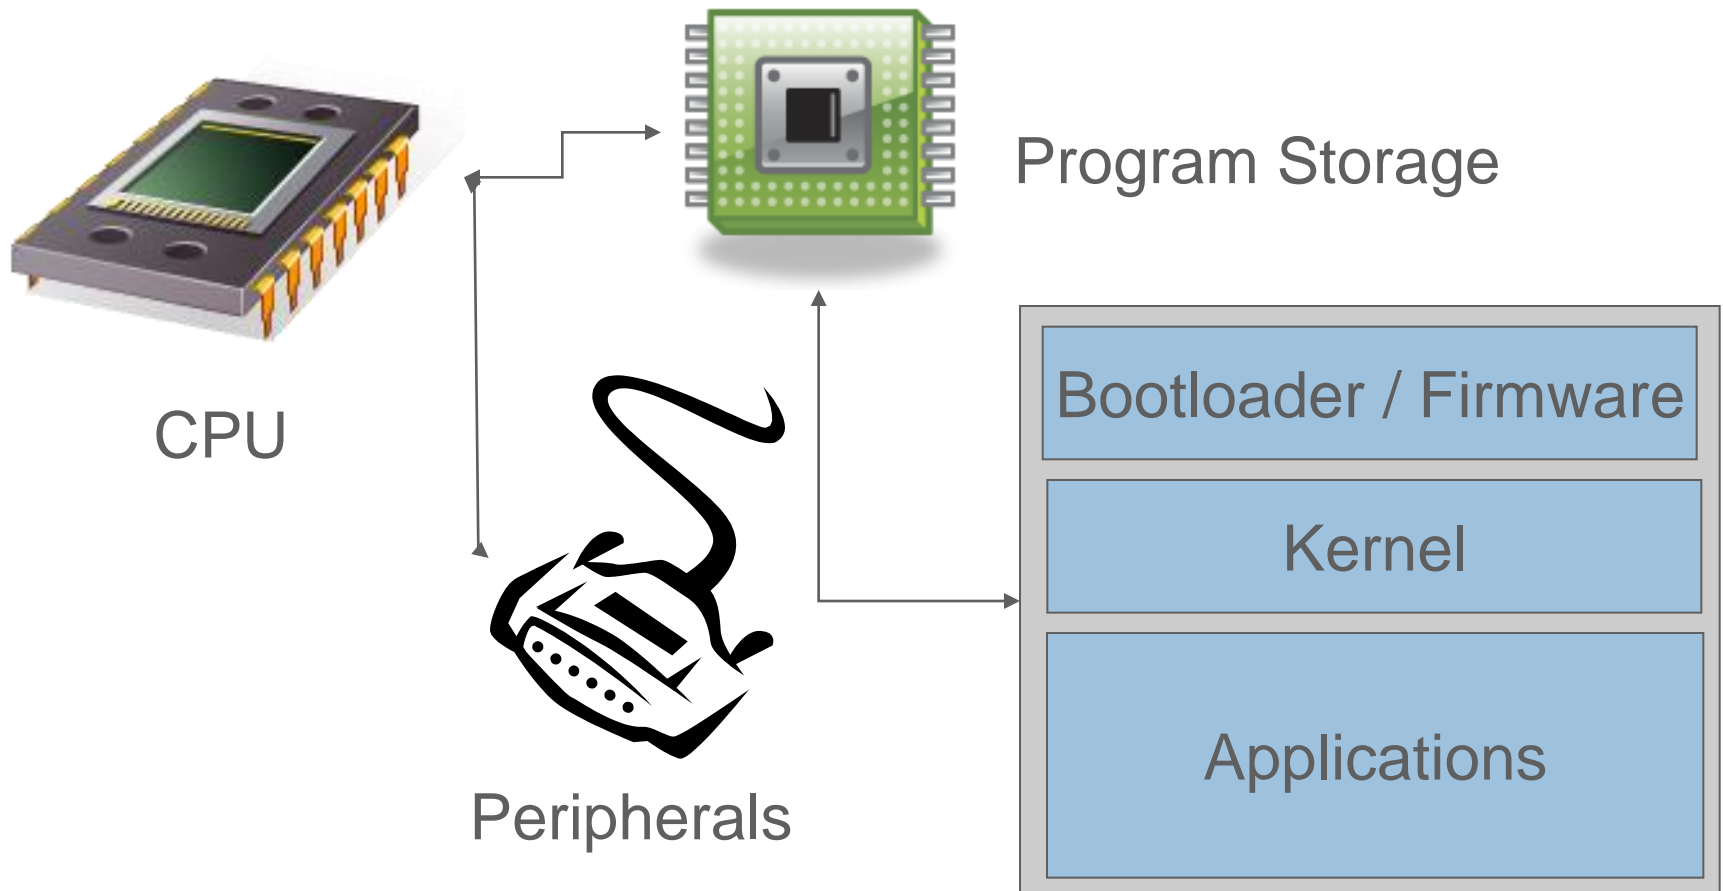 Program Storage
CPU
Bootloader / Firmware
Kernel
Applications
Peripherals